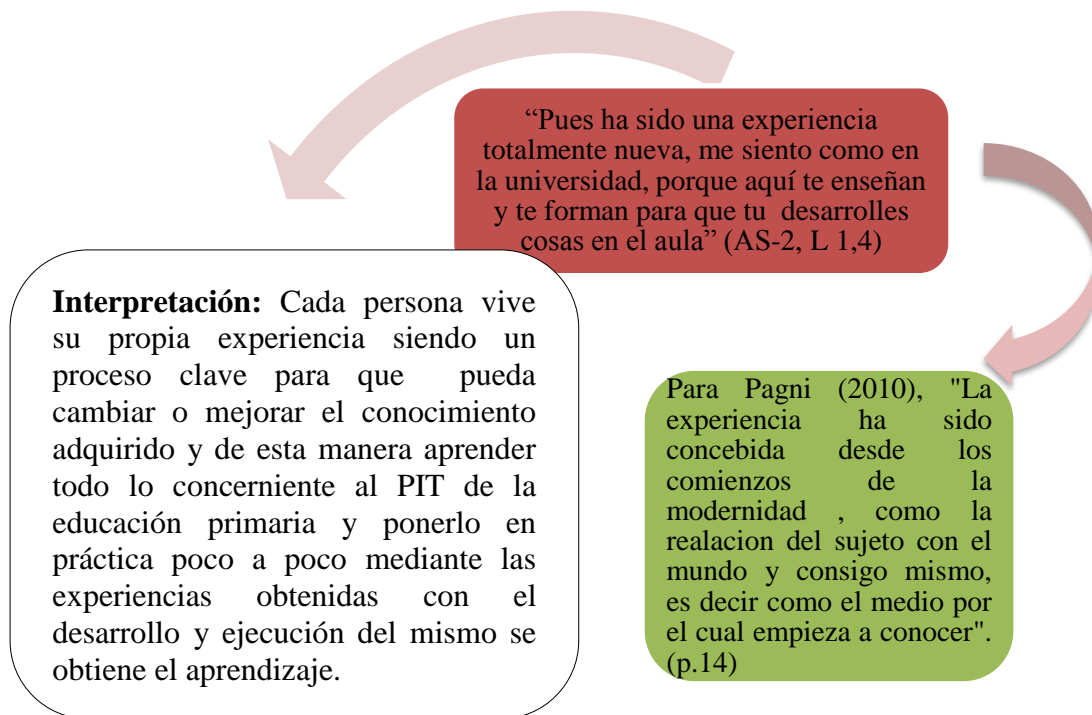 “Pues ha sido una experiencia
totalmente nueva, me siento como en
la universidad, porque aquí te enseñan
y te forman para que tu desarrolles
cosas en el aula” (AS-2, L 1,4)
Interpretación: Cada persona vive
su propia experiencia siendo un
proceso clave para que pueda
cambiar o mejorar el conocimiento
adquirido y de esta manera aprender
todo lo concerniente al PIT de la
educación primaria y ponerlo en
práctica poco a poco mediante las
experiencias obtenidas con el
desarrollo y ejecución del mismo se
obtiene el aprendizaje.
Para Pagni (2010), "La
experiencia ha sido
concebida desde los
comienzos de la
modernidad , como la
realacion del sujeto con el
mundo y consigo mismo,
es decir como el medio por
el cual empieza a conocer".
(p.14)